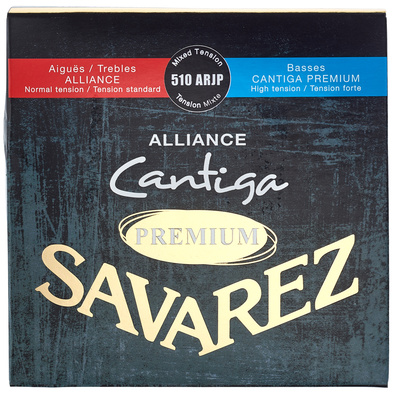 Mixed Tension
510 ARJP
Tension Mixte
Aiguës / Trebles
ALLIANCE
Normal tension / Tension standard
Basses
CANTIGA PREMIUM
High tension / Tension forte
ALLIANCE
Cantiga
PREMIUM
SAVAREZ